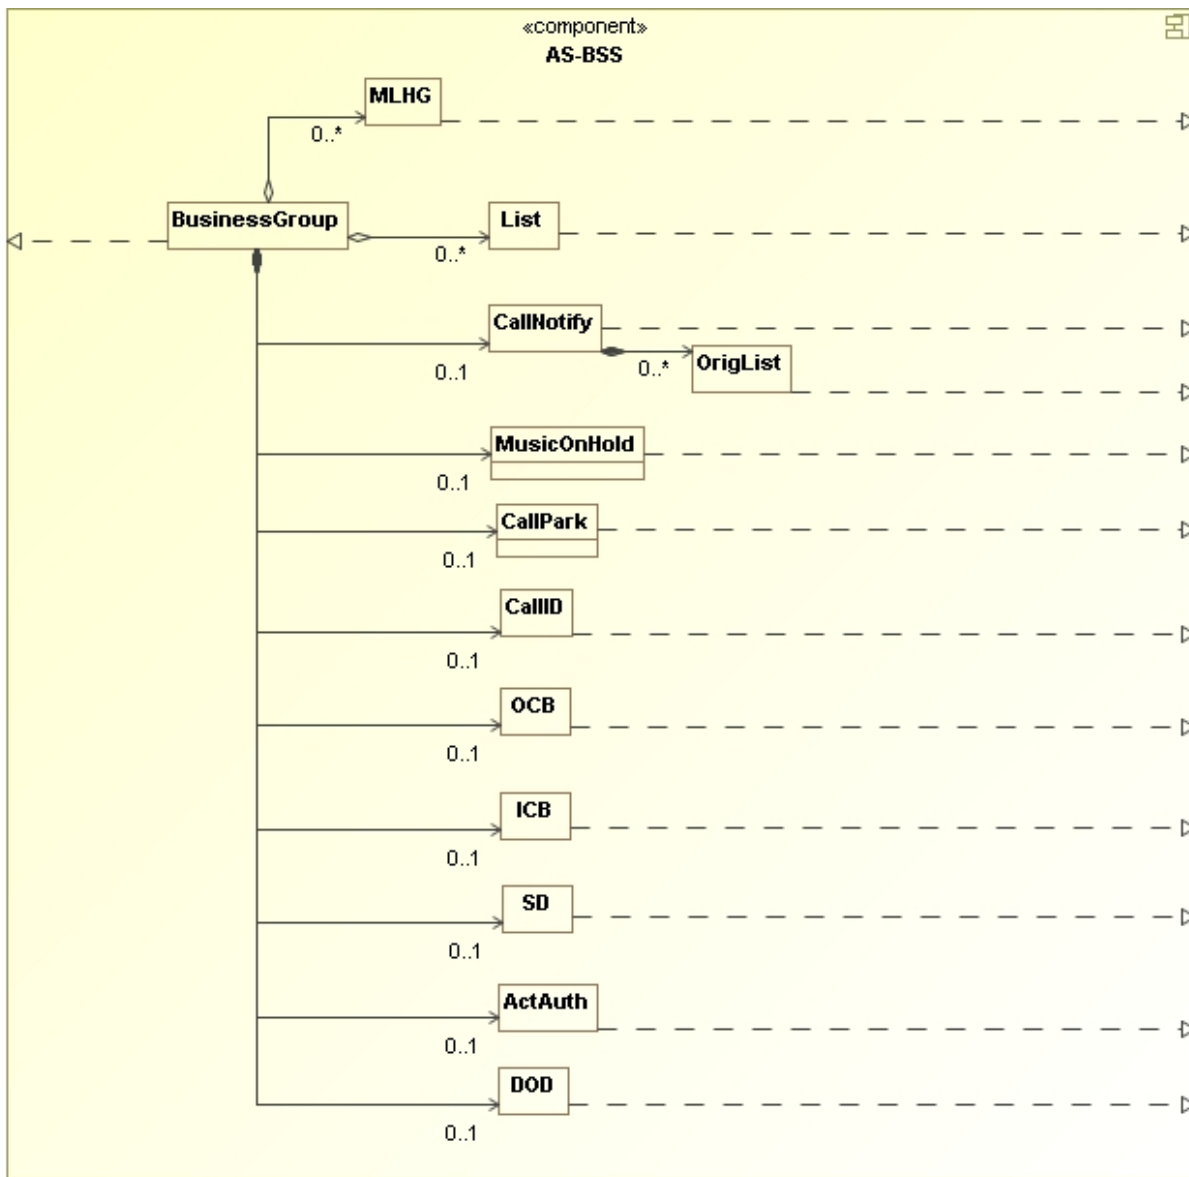 «component»
AS-BSS
MLHG
0..*
BusinessGroup
List
0..*
CallNotify
0..1
OrigList
0..*
MusicOnHold
0..1
CallPark
0..1
CallID
0..1
OCB
0..1
ICB
0..1
SD
0..1
ActAuth
0..1
DOD
0..1